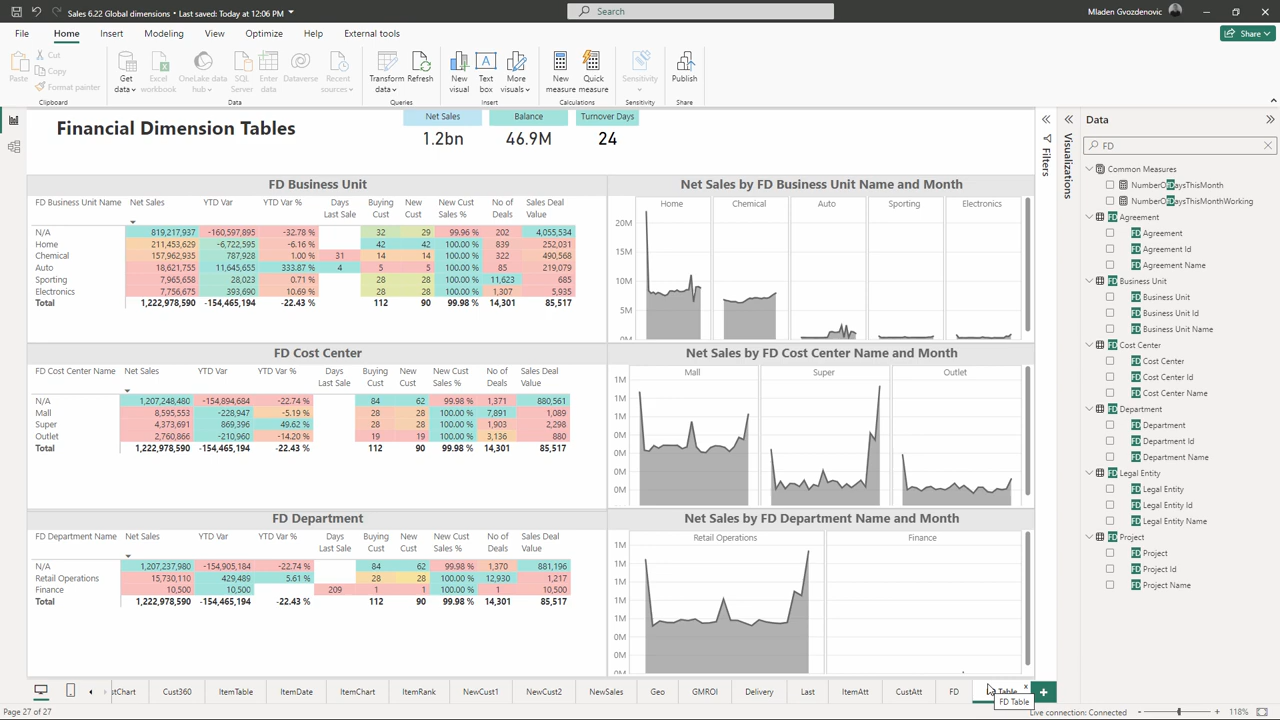 Sales 6.22 Global dimensions • Last saved: Today at 12:06 PM
Search
Mladen Gvozdenovic
File Home Insert Modeling View Optimize Help External tools
Share
Paste
Cut
Copy
Format painter
Get data
Excel workbook
OneLake data hub
SQL Server
Enter data
Dataverse
Recent sources
Transform data
Refresh
New visual
Text box
More visuals
New measure
Quick measure
Sensitivity
Publish
Clipboard Data Queries Insert Calculations Sensitivity Share
Financial Dimension Tables
Net Sales Balance Turnover Days
1.2bn 46.9M 24
FD Business Unit
FD Business Unit Name Net Sales YTD Var YTD Var % Days Last Sale Buying Cust New Cust New Cust Sales % No of Deals Sales Deal Value
N/A 819,217,937 -160,597,895 -32.78 % 32 29 99.96 % 202 4,055,534
Home 211,453,629 -6,722,595 -6.16 % 42 42 100.00 % 839 252,031
Chemical 157,962,935 787,928 1.00 % 31 14 14 100.00 % 322 490,568
Auto 18,621,755 11,645,655 333.87 % 4 5 5 100.00 % 85 219,079
Sporting 7,965,658 28,023 0.71 % 28 28 100.00 % 11,623 685
Electronics 7,756,675 393,690 10.69 % 28 28 100.00 % 1,307 5,935
Total 1,222,978,590 -154,465,194 -22.43 % 112 90 99.98 % 14,301 85,517
Net Sales by FD Business Unit Name and Month
Home Chemical Auto Sporting Electronics
20M
15M
10M
5M
0M
FD Cost Center
FD Cost Center Name Net Sales YTD Var YTD Var % Days Last Sale Buying Cust New Cust New Cust Sales % No of Deals Sales Deal Value
N/A 1,207,248,480 -154,894,684 -22.74 % 84 62 99.98 % 1,371 880,561
Mall 8,595,553 -228,947 -5.19 % 28 28 100.00 % 7,891 1,089
Super 4,373,691 869,396 49.62 % 28 28 100.00 % 1,903 2,298
Outlet 2,760,866 -210,960 -14.20 % 19 19 100.00 % 3,136 880
Total 1,222,978,590 -154,465,194 -22.43 % 112 90 99.98 % 14,301 85,517
Net Sales by FD Cost Center Name and Month
Mall Super Outlet
1M
1M
1M
0M
0M
0M
0M
FD Department
FD Department Name Net Sales YTD Var YTD Var % Days Last Sale Buying Cust New Cust New Cust Sales % No of Deals Sales Deal Value
N/A 1,207,237,980 -154,905,184 -22.74 % 84 62 99.98 % 1,370 881,196
Retail Operations 15,730,110 429,489 5.61 % 28 28 100.00 % 12,930 1,217
Finance 10,500 10,500 209 1 1 100.00 % 1 10,500
Total 1,222,978,590 -154,465,194 -22.43 % 112 90 99.98 % 14,301 85,517
Net Sales by FD Department Name and Month
Retail Operations Finance
1M
1M
1M
1M
0M
0M
0M
0M
Filters
Visualizations
Data
FD
Common Measures
NumberOfDaysThisMonth
NumberOfDaysThisMonthWorking
FD Agreement
FD Agreement
FD Agreement Id
FD Agreement Name
FD Business Unit
FD Business Unit
FD Business Unit Id
FD Business Unit Name
FD Cost Center
FD Cost Center
FD Cost Center Id
FD Cost Center Name
FD Department
FD Department
FD Department Id
FD Department Name
FD Legal Entity
FD Legal Entity
FD Legal Entity Id
FD Legal Entity Name
FD Project
FD Project
FD Project Id
FD Project Name
stChart Cust360 ItemTable ItemDate ItemChart ItemRank NewCust1 NewCust2 NewSales Geo GMROI Delivery Last ItemAtt CustAtt FD Table
FD Table
Page 27 of 27
Live connection: Connected
118%